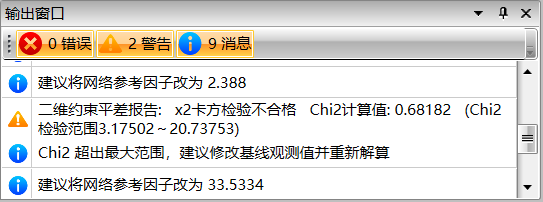 输出窗口
0 错误 2 警告 9 消息
建议将网络参考因子改为 2.388
二维约束平差报告: x2卡方检验不合格 Chi2计算值: 0.68182 (Chi2
检验范围3.17502～20.73753)
Chi2 超出最大范围，建议修改基线观测值并重新解算
建议将网络参考因子改为 33.5334